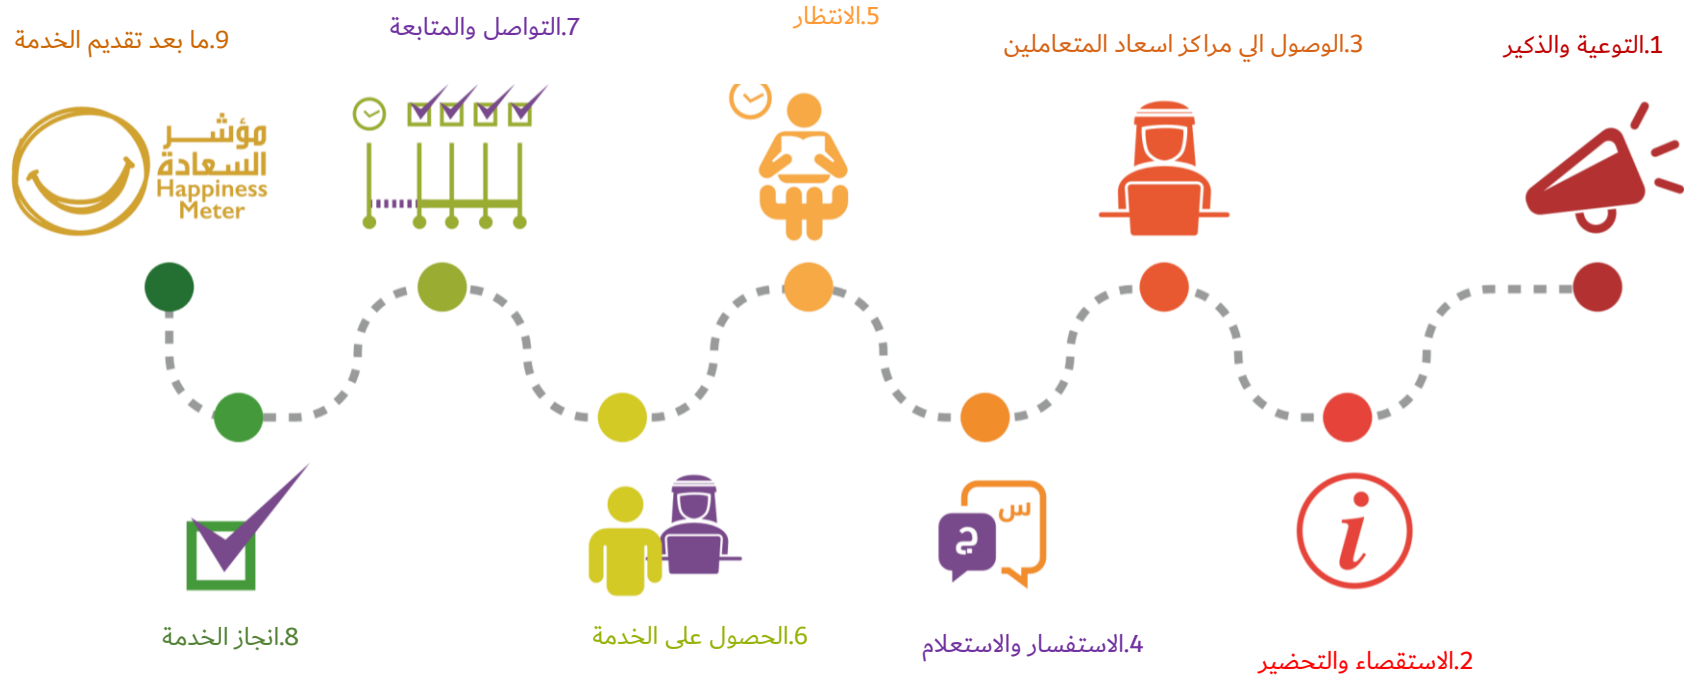 1.التوعية والذكير
2.الاستقصاء والتحضير
3.الوصول الي مراكز اسعاد المتعاملين
4.الاستفسار والاستعلام
س
ج
5.الانتظار
6.الحصول على الخدمة
7.التواصل والمتابعة
8.انجاز الخدمة
9.ما بعد تقديم الخدمة
مؤشر
السعادة
Happiness
Meter
i